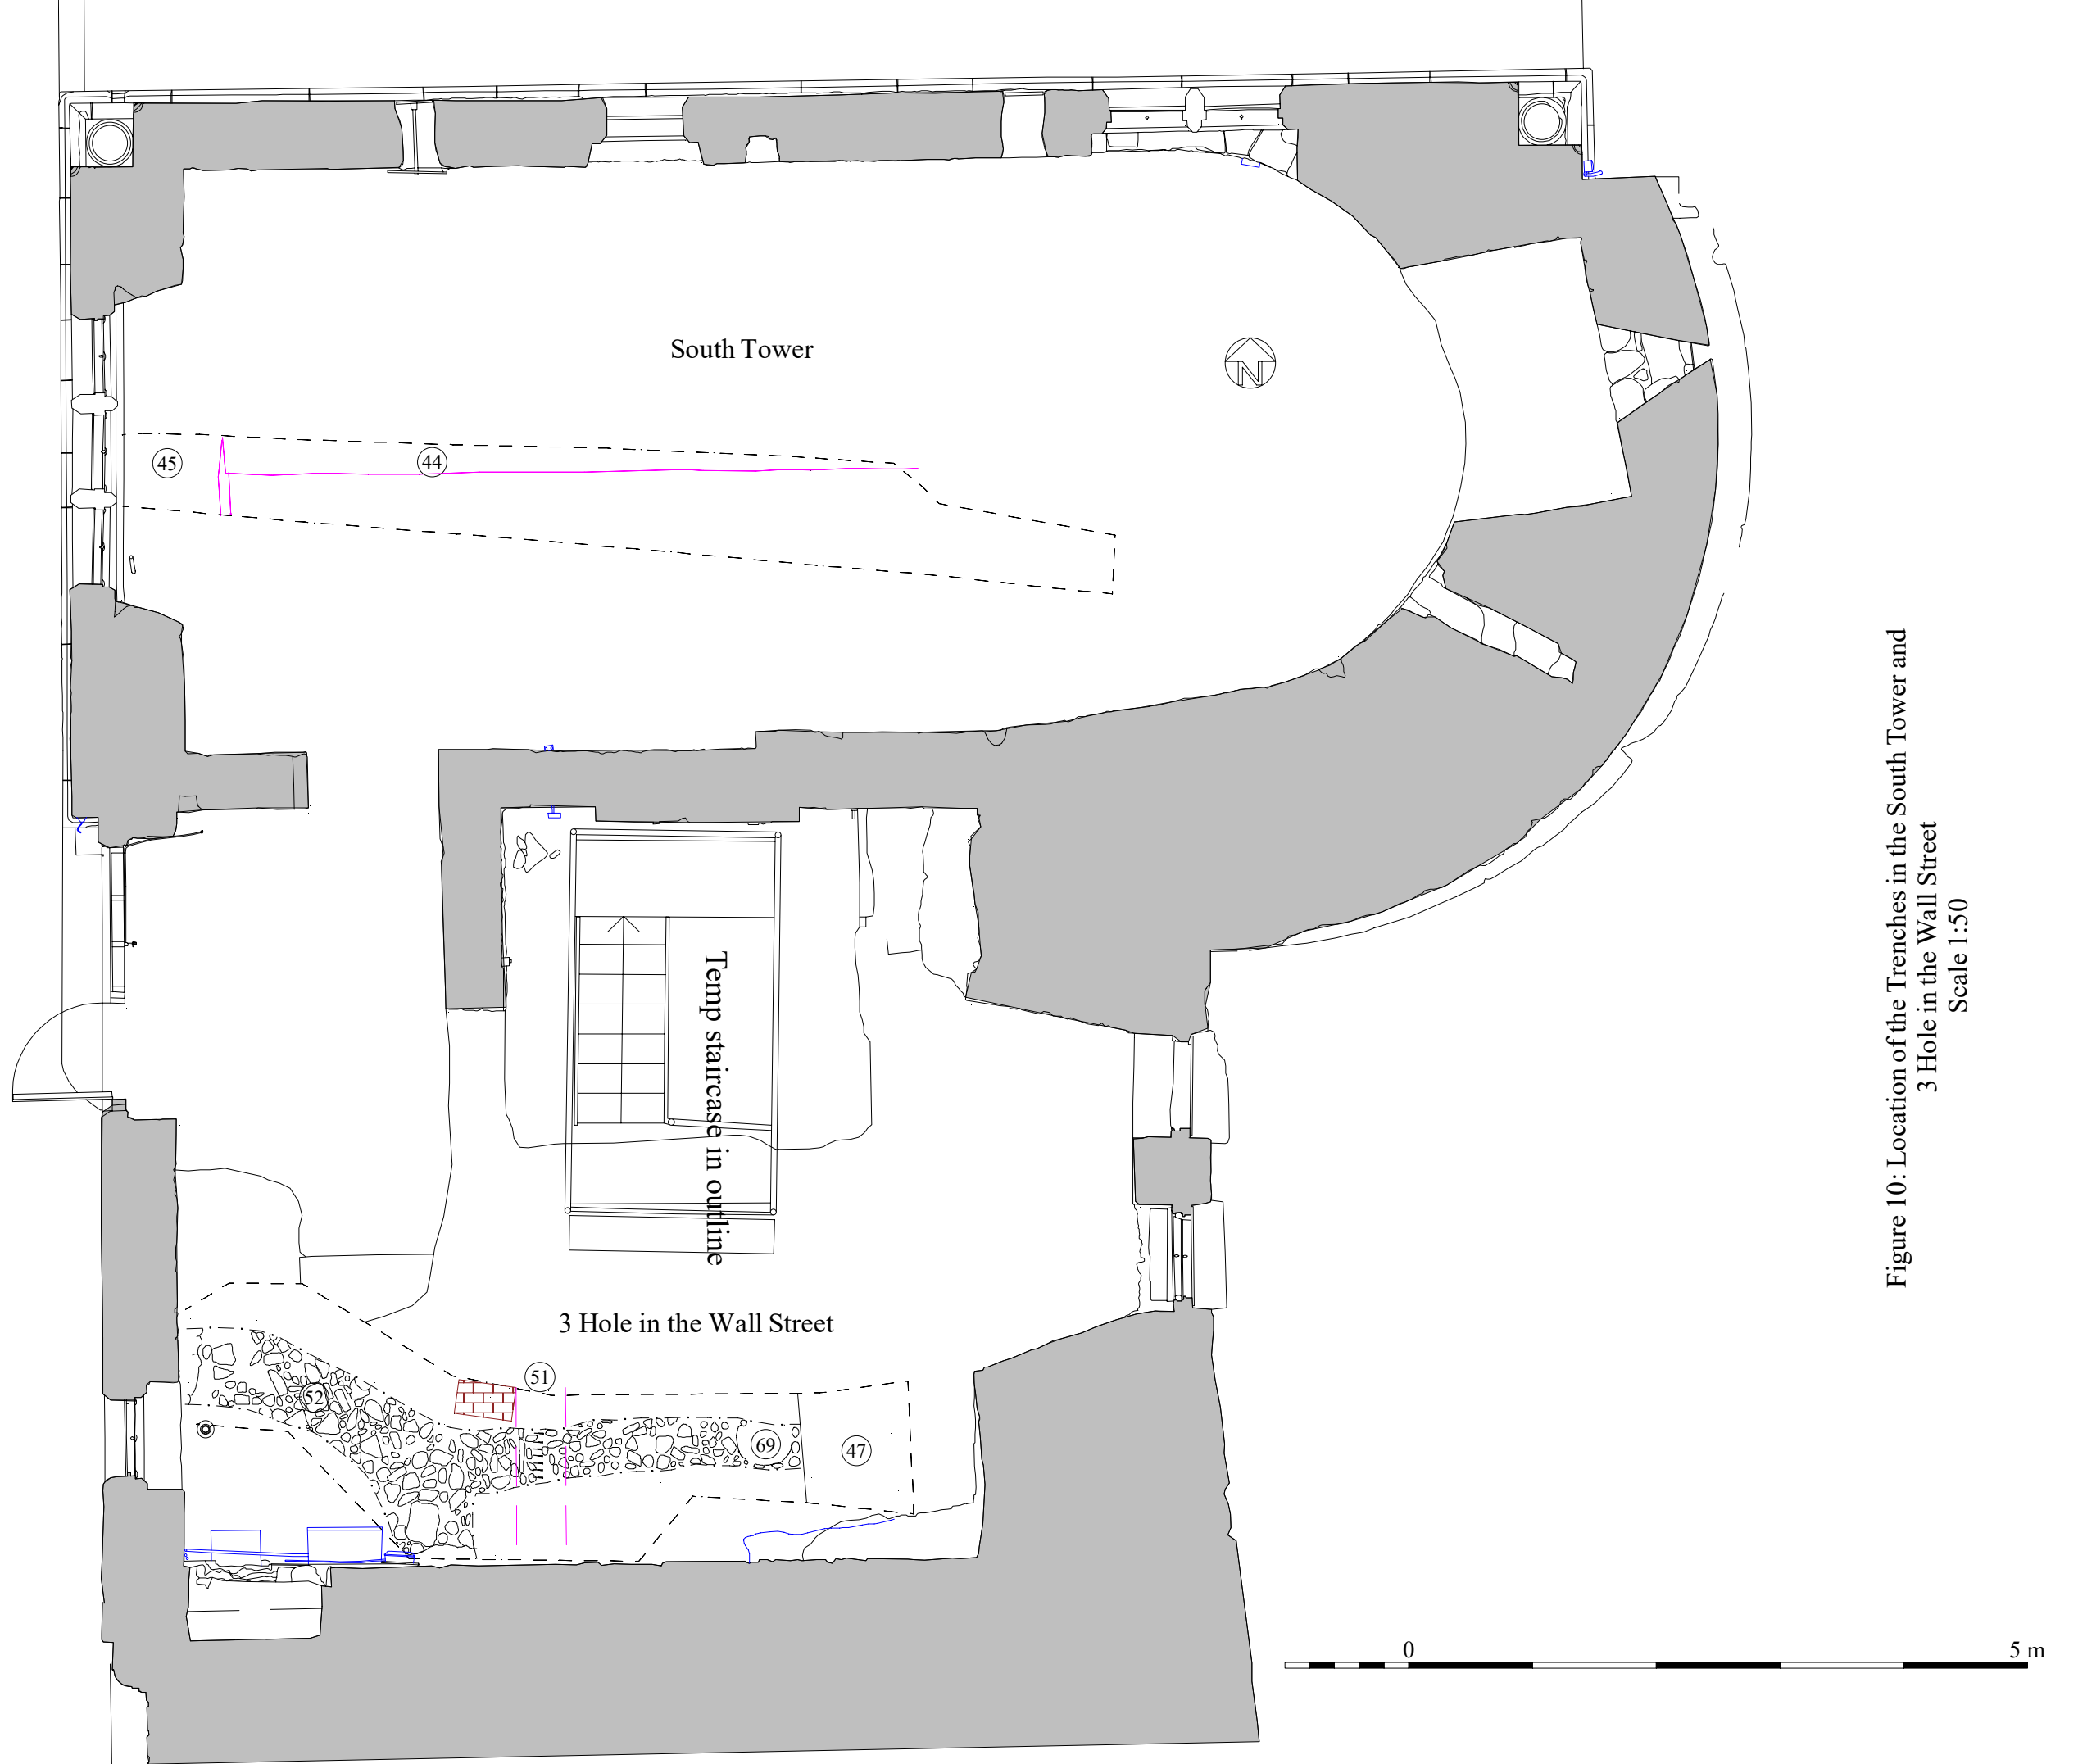 South Tower
N
45
44
Temp staircase in outline
3 Hole in the Wall Street
51
52
69
47
0
5 m
Figure 10: Location of the Trenches in the South Tower and
3 Hole in the Wall Street
Scale 1:50